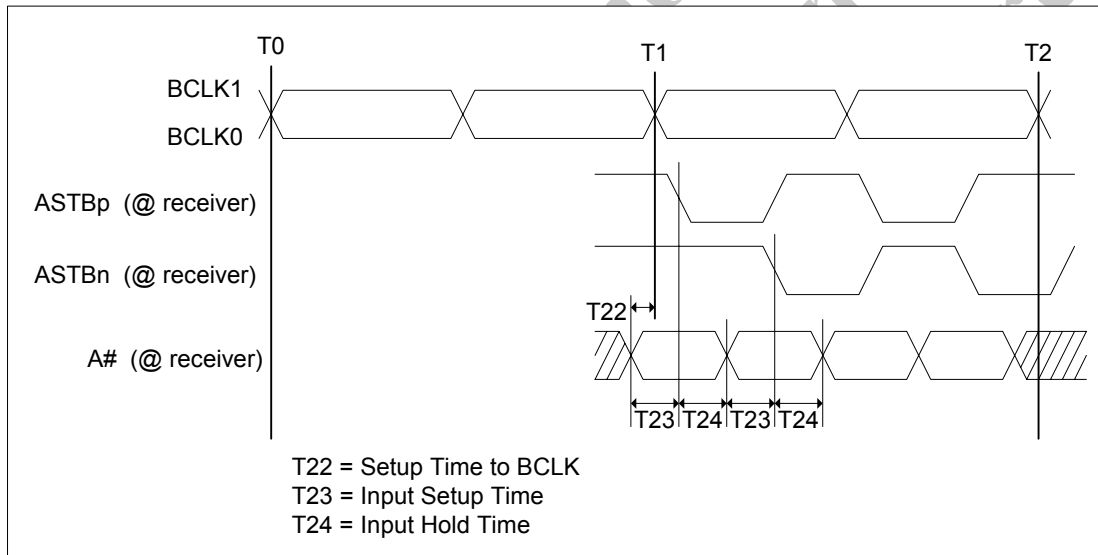 T0
T1
T2
BCLK1
BCLK0
ASTBp (@ receiver)
ASTBn (@ receiver)
T22
A# (@ receiver)
T23 T24 T23 T24
T22 = Setup Time to BCLK
T23 = Input Setup Time
T24 = Input Hold Time